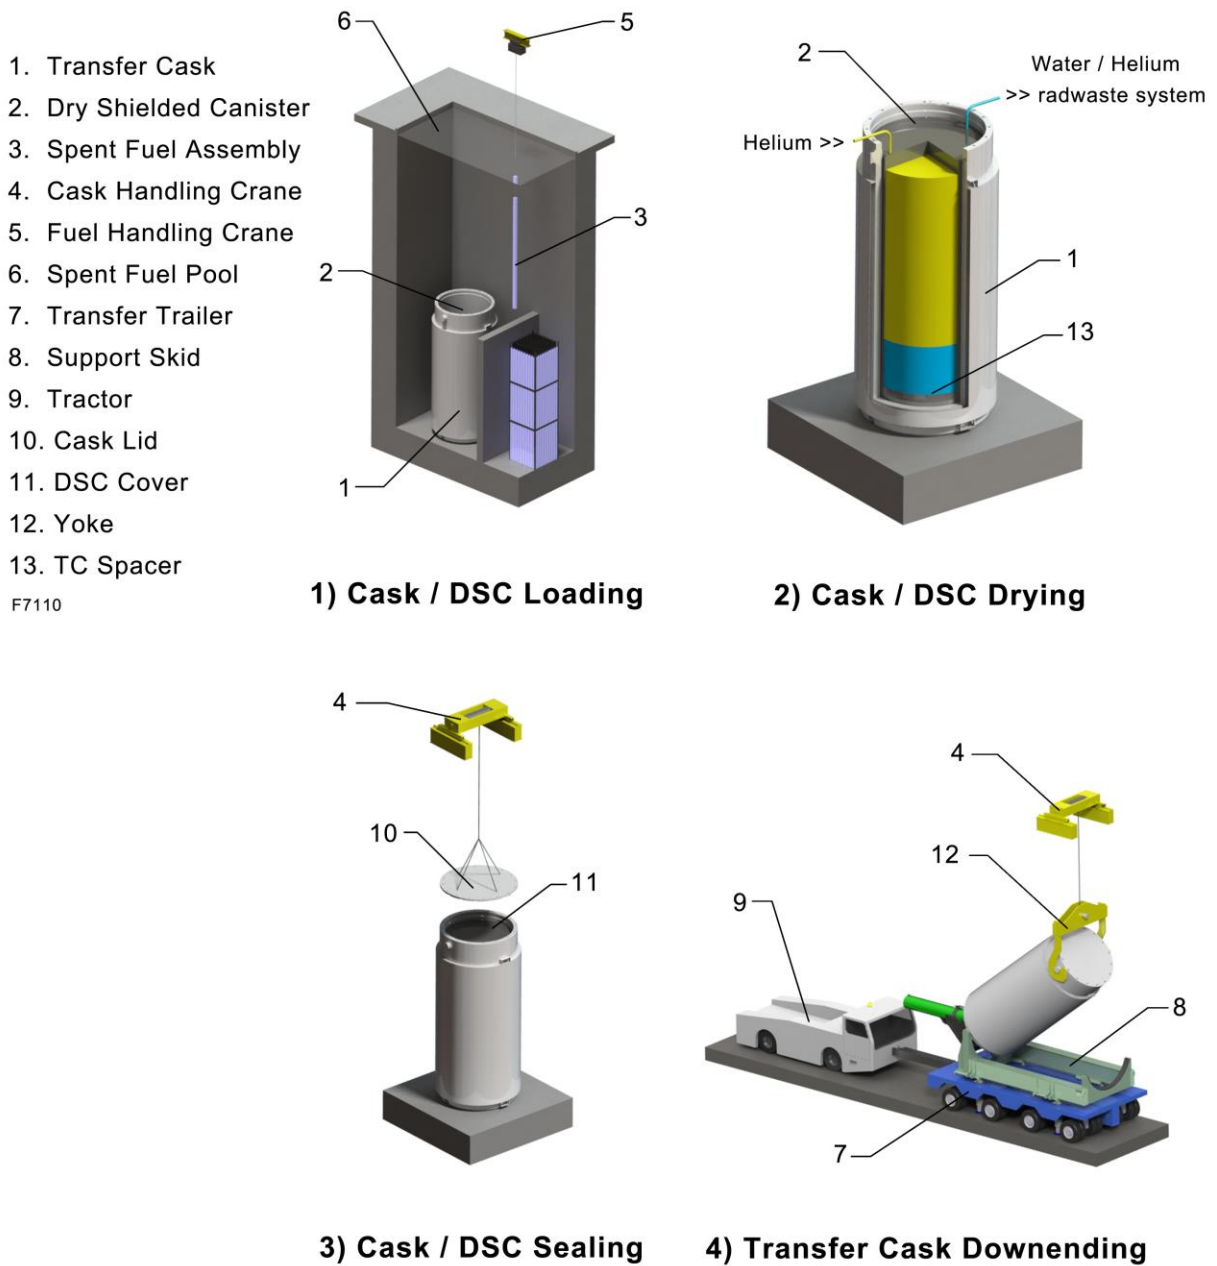 1. Transfer Cask
2. Dry Shielded Canister
3. Spent Fuel Assembly
4. Cask Handling Crane
5. Fuel Handling Crane
6. Spent Fuel Pool
7. Transfer Trailer
8. Support Skid
9. Tractor
10. Cask Lid
11. DSC Cover
12. Yoke
13. TC Spacer
F7110
6
5
3
2
1
1) Cask / DSC Loading
2
Water / Helium
>> radwaste system
Helium >>
1
13
2) Cask / DSC Drying
4
10
11
3) Cask / DSC Sealing
4
12
9
8
7
4) Transfer Cask Downending